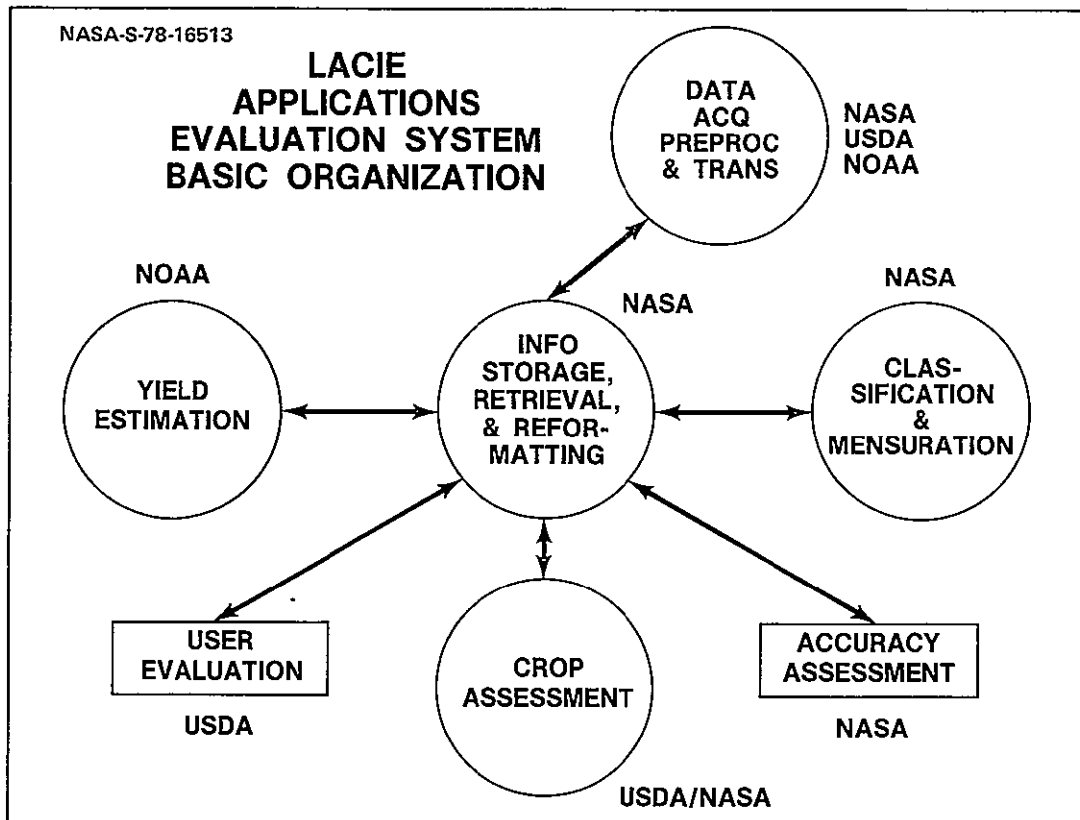 NASA-S-78-16513
LACIE
APPLICATIONS
EVALUATION SYSTEM
BASIC ORGANIZATION
DATA
ACQ
PREPROC
& TRANS
NASA
USDA
NOAA
NOAA
YIELD
ESTIMATION
NASA
INFO
STORAGE,
RETRIEVAL,
& REFOR-
MATTING
NASA
CLAS-
SIFICATION
&
MENSURATION
USER
EVALUATION
USDA
CROP
ASSESSMENT
USDA/NASA
ACCURACY
ASSESSMENT
NASA